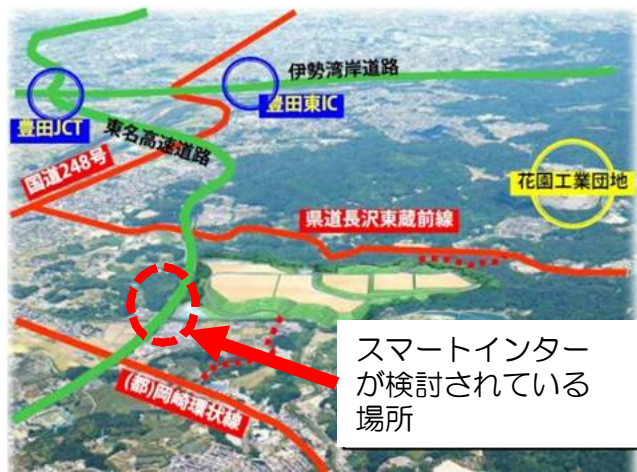 伊勢湾岸道路
豊田東IC
豊田JCT
東名高速道路
国道248号
花園工業団地
県道長沢東蔵前線
スマートインター
が検討されている
場所
(都)岡崎環状線